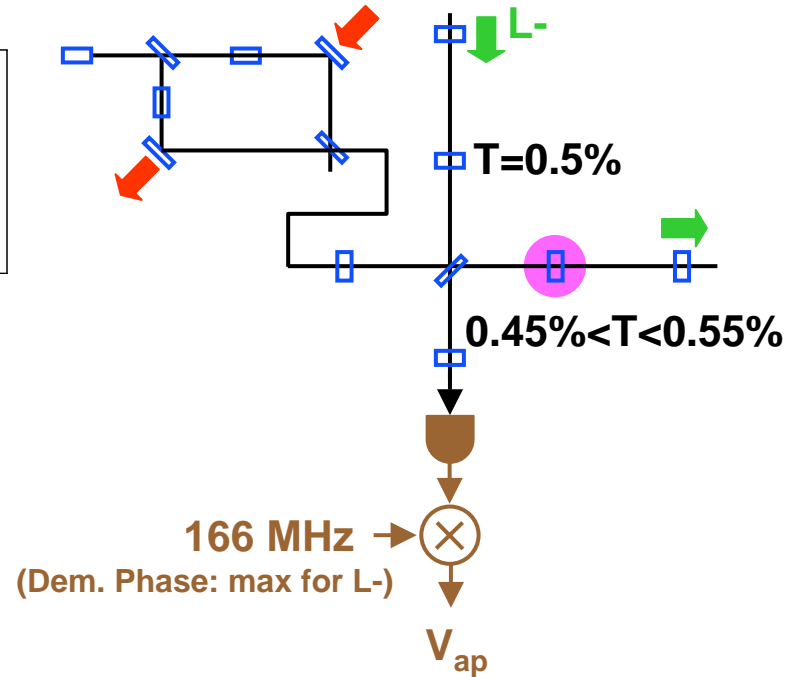 L-
T=0.5%
0.45%<T<0.55%
166 MHz
(Dem. Phase: max for L-)
Vap